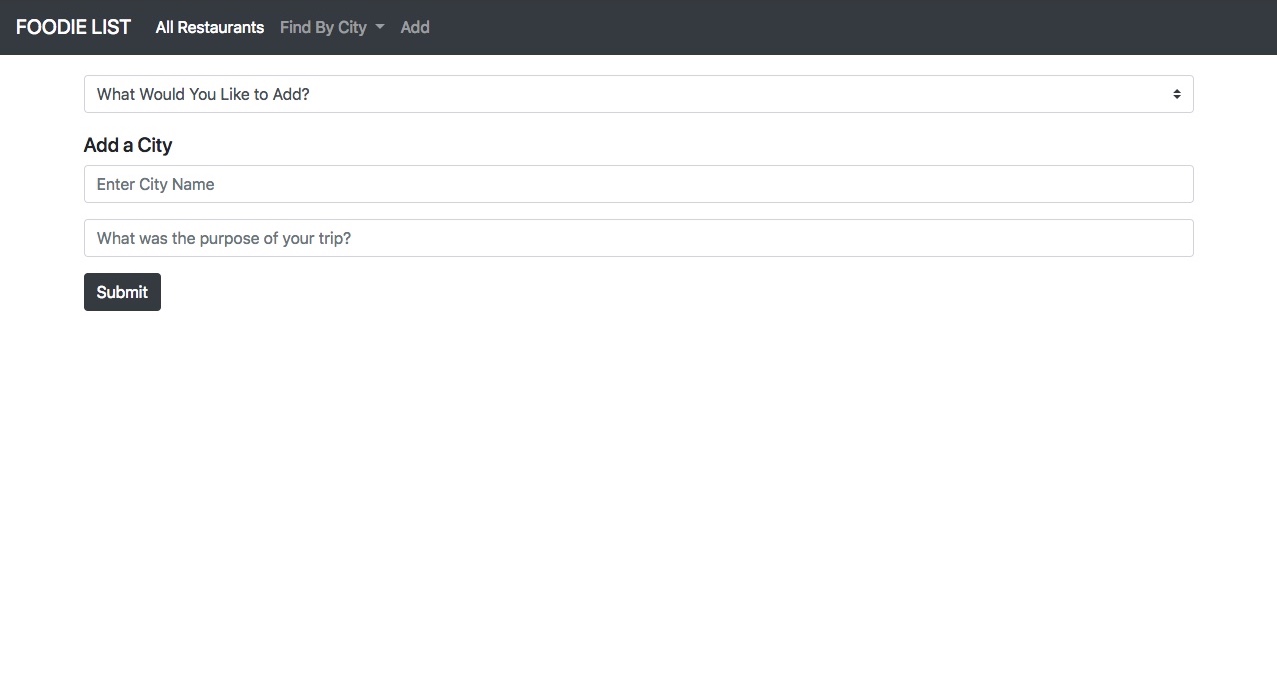 FOODIE LIST All Restaurants Find By City Add
What Would You Like to Add?
Add a City
Enter City Name
What was the purpose of your trip?
Submit